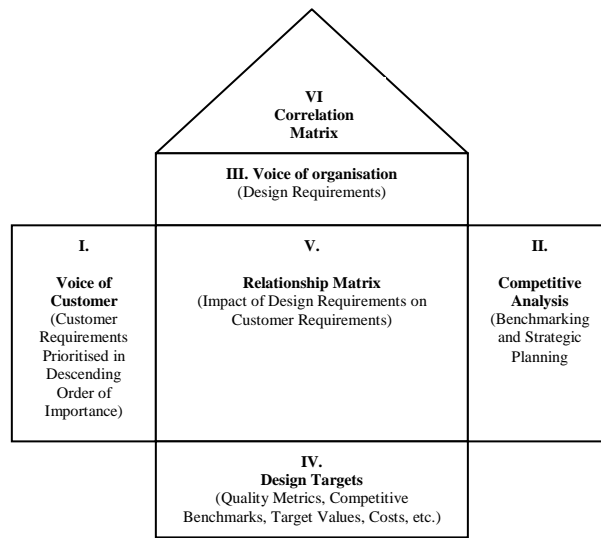 VI
Correlation
Matrix
III. Voice of organisation
(Design Requirements)
I.
Voice of
Customer
(Customer
Requirements
Prioritised in
Descending
Order of
Importance)
V.
Relationship Matrix
(Impact of Design Requirements on
Customer Requirements)
II.
Competitive
Analysis
(Benchmarking
and Strategic
Planning
IV.
Design Targets
(Quality Metrics, Competitive
Benchmarks, Target Values, Costs, etc.)